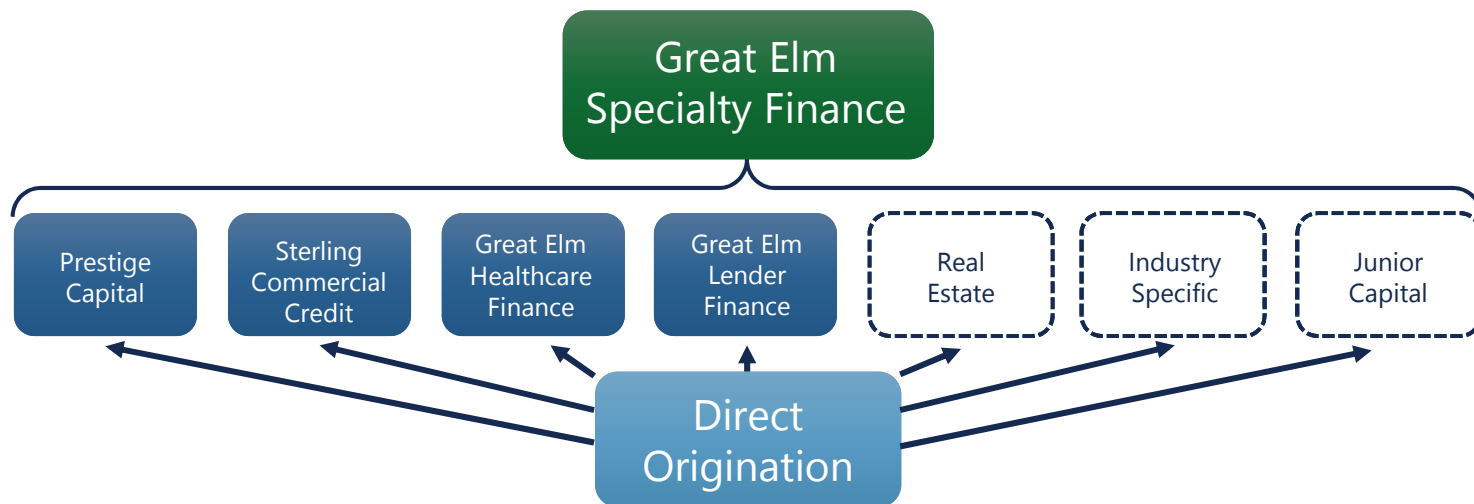 Great Elm
Specialty Finance
Prestige
Capital
Sterling
Commercial
Credit
Great Elm
Healthcare
Finance
Great Elm
Lender
Finance
Real
Estate
Industry
Specific
Junior
Capital
Direct
Origination